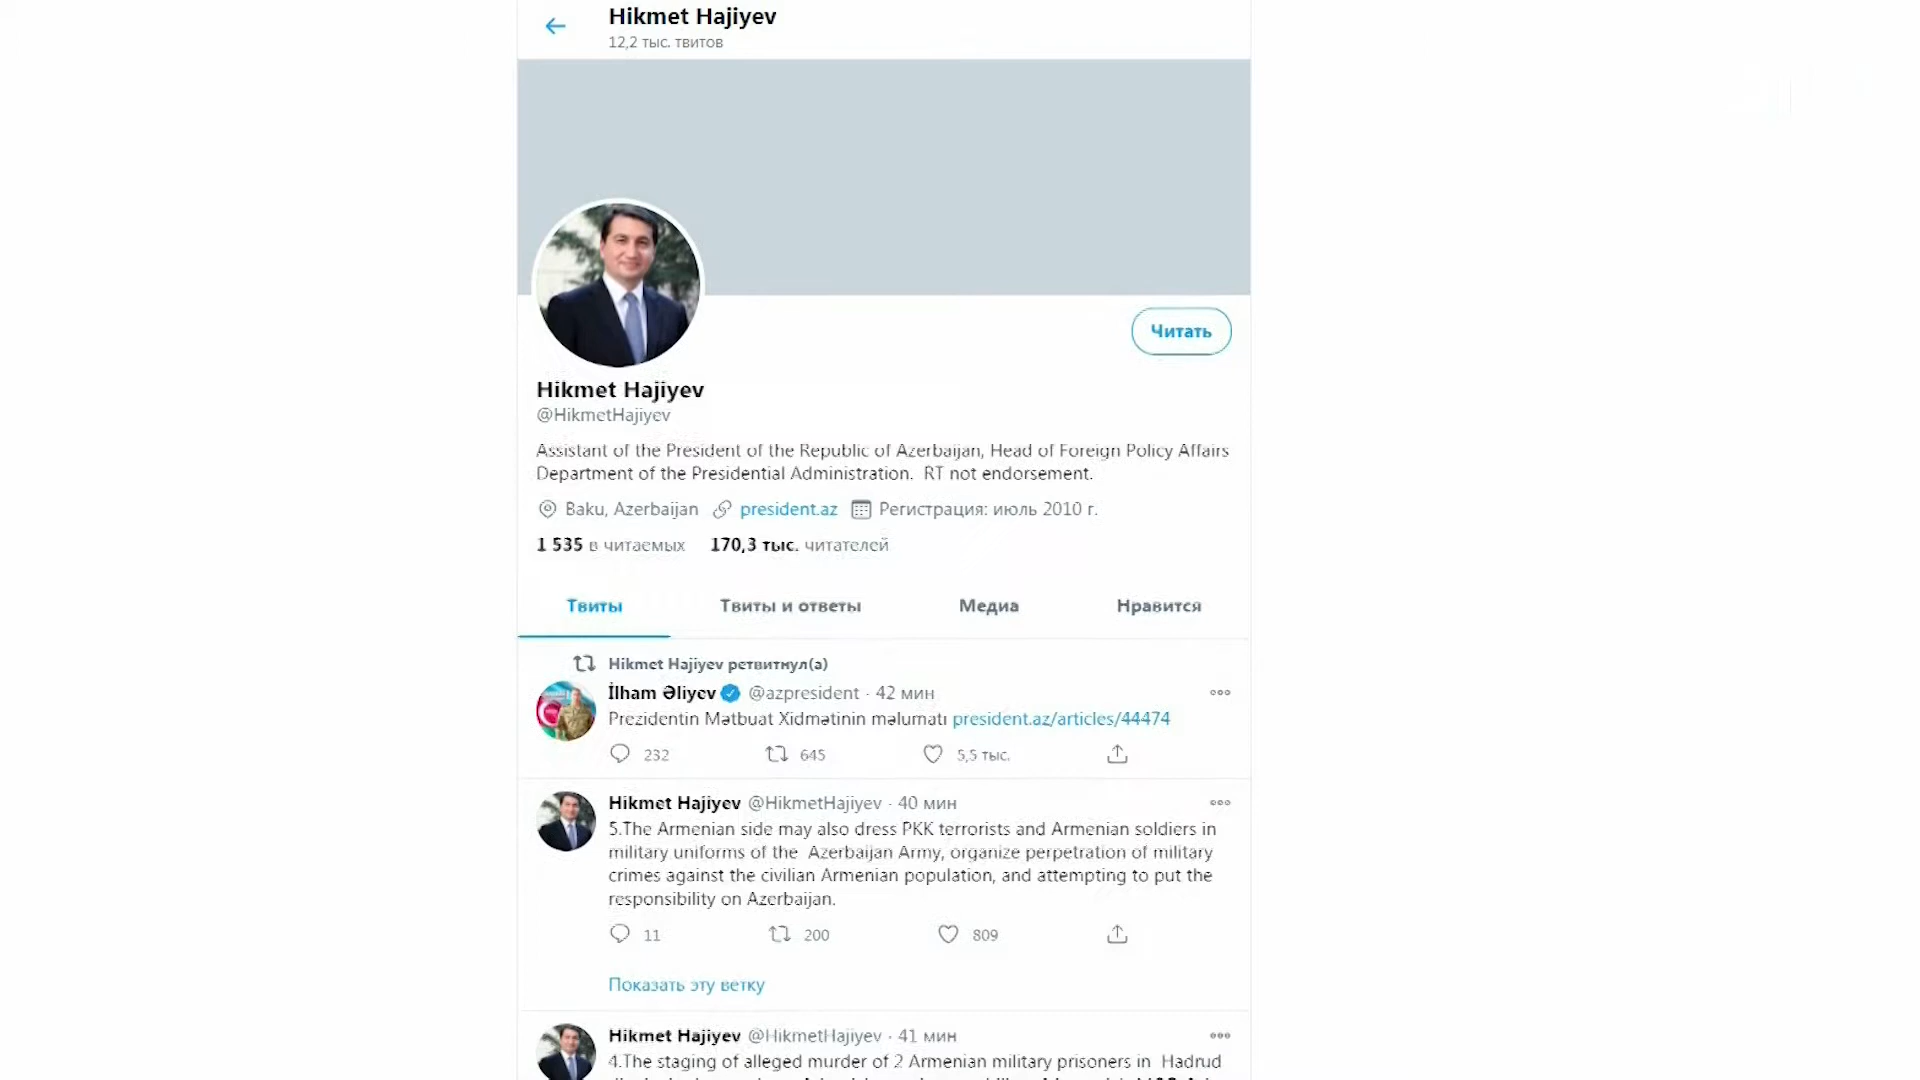 Hikmet Hajiyev
12,2 тыс. твитов
Читать
Hikmet Hajiyev
@HikmetHajiyev
Assistant of the President of the Republic of Azerbaijan, Head of Foreign Policy Affairs
Department of the Presidential Administration. RT not endorsement.
Baku, Azerbaijan president.az Регистрация: июль 2010 г.
1 535 в читаемых 170,3 тыс. читателей
Твиты Твиты и ответы Медиа Нравится
Hikmet Hajiyev ретвитнул(а)
İlham Əliyev @azpresident · 42 мин
Prezidentin Mətbuat Xidmətinin məlumatı president.az/articles/44474
232 645 5,5 тыс.
Hikmet Hajiyev @HikmetHajiyev · 40 мин
5.The Armenian side may also dress PKK terrorists and Armenian soldiers in
military uniforms of the Azerbaijan Army, organize perpetration of military
crimes against the civilian Armenian population, and attempting to put the
responsibility on Azerbaijan.
11 200 809
Показать эту ветку
Hikmet Hajiyev @HikmetHajiyev · 41 мин
4.The staging of alleged murder of 2 Armenian military prisoners in Hadrud